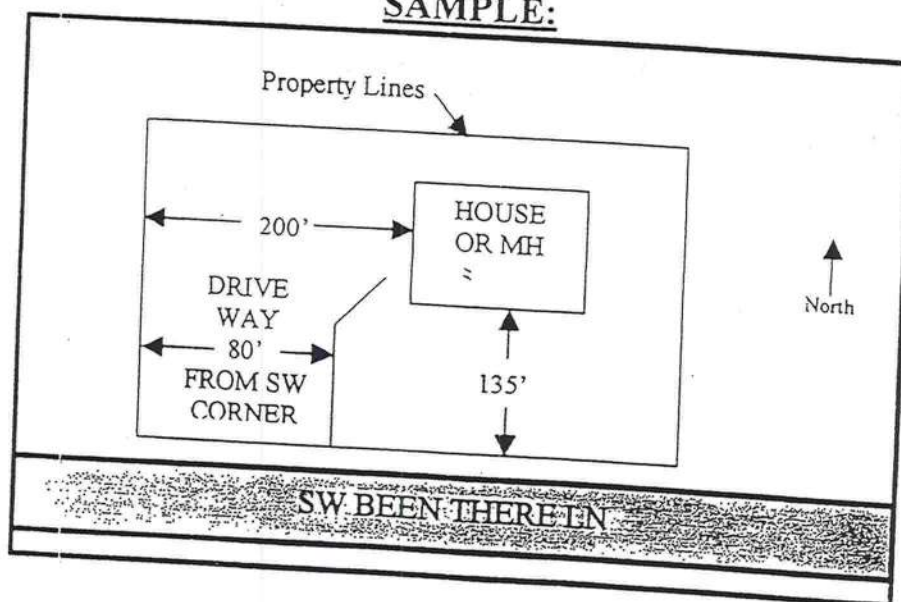 SAMPLE:
Property Lines
HOUSE
OR MH
200'
North
DRIVE
WAY
80'
FROM SW
CORNER
135'
SW BEEN THERE LN